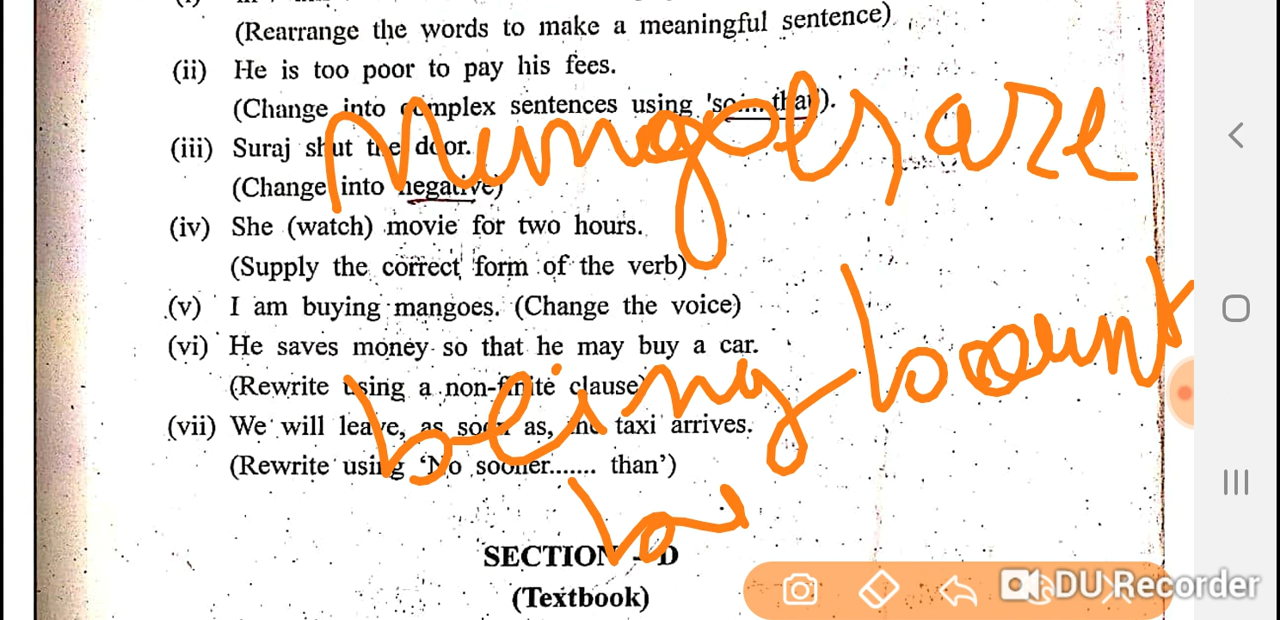 (Rearrange the words to make a meaningful sentence)
(ii) He is too poor to pay his fees.
(Change into complex sentences using 'so... that').
(iii) Suraj shut the door.
(Change into negative)
(iv) She (watch) movie for two hours.
(Supply the correct form of the verb)
(v) I am buying mangoes. (Change the voice)
(vi) He saves money so that he may buy a car.
(Rewrite using a non-finite clause)
(vii) We will leave, as soon as, the taxi arrives.
(Rewrite using 'No sooner....... than')
SECTION - D
(Textbook)
Mangoes are
being
DU Recorder